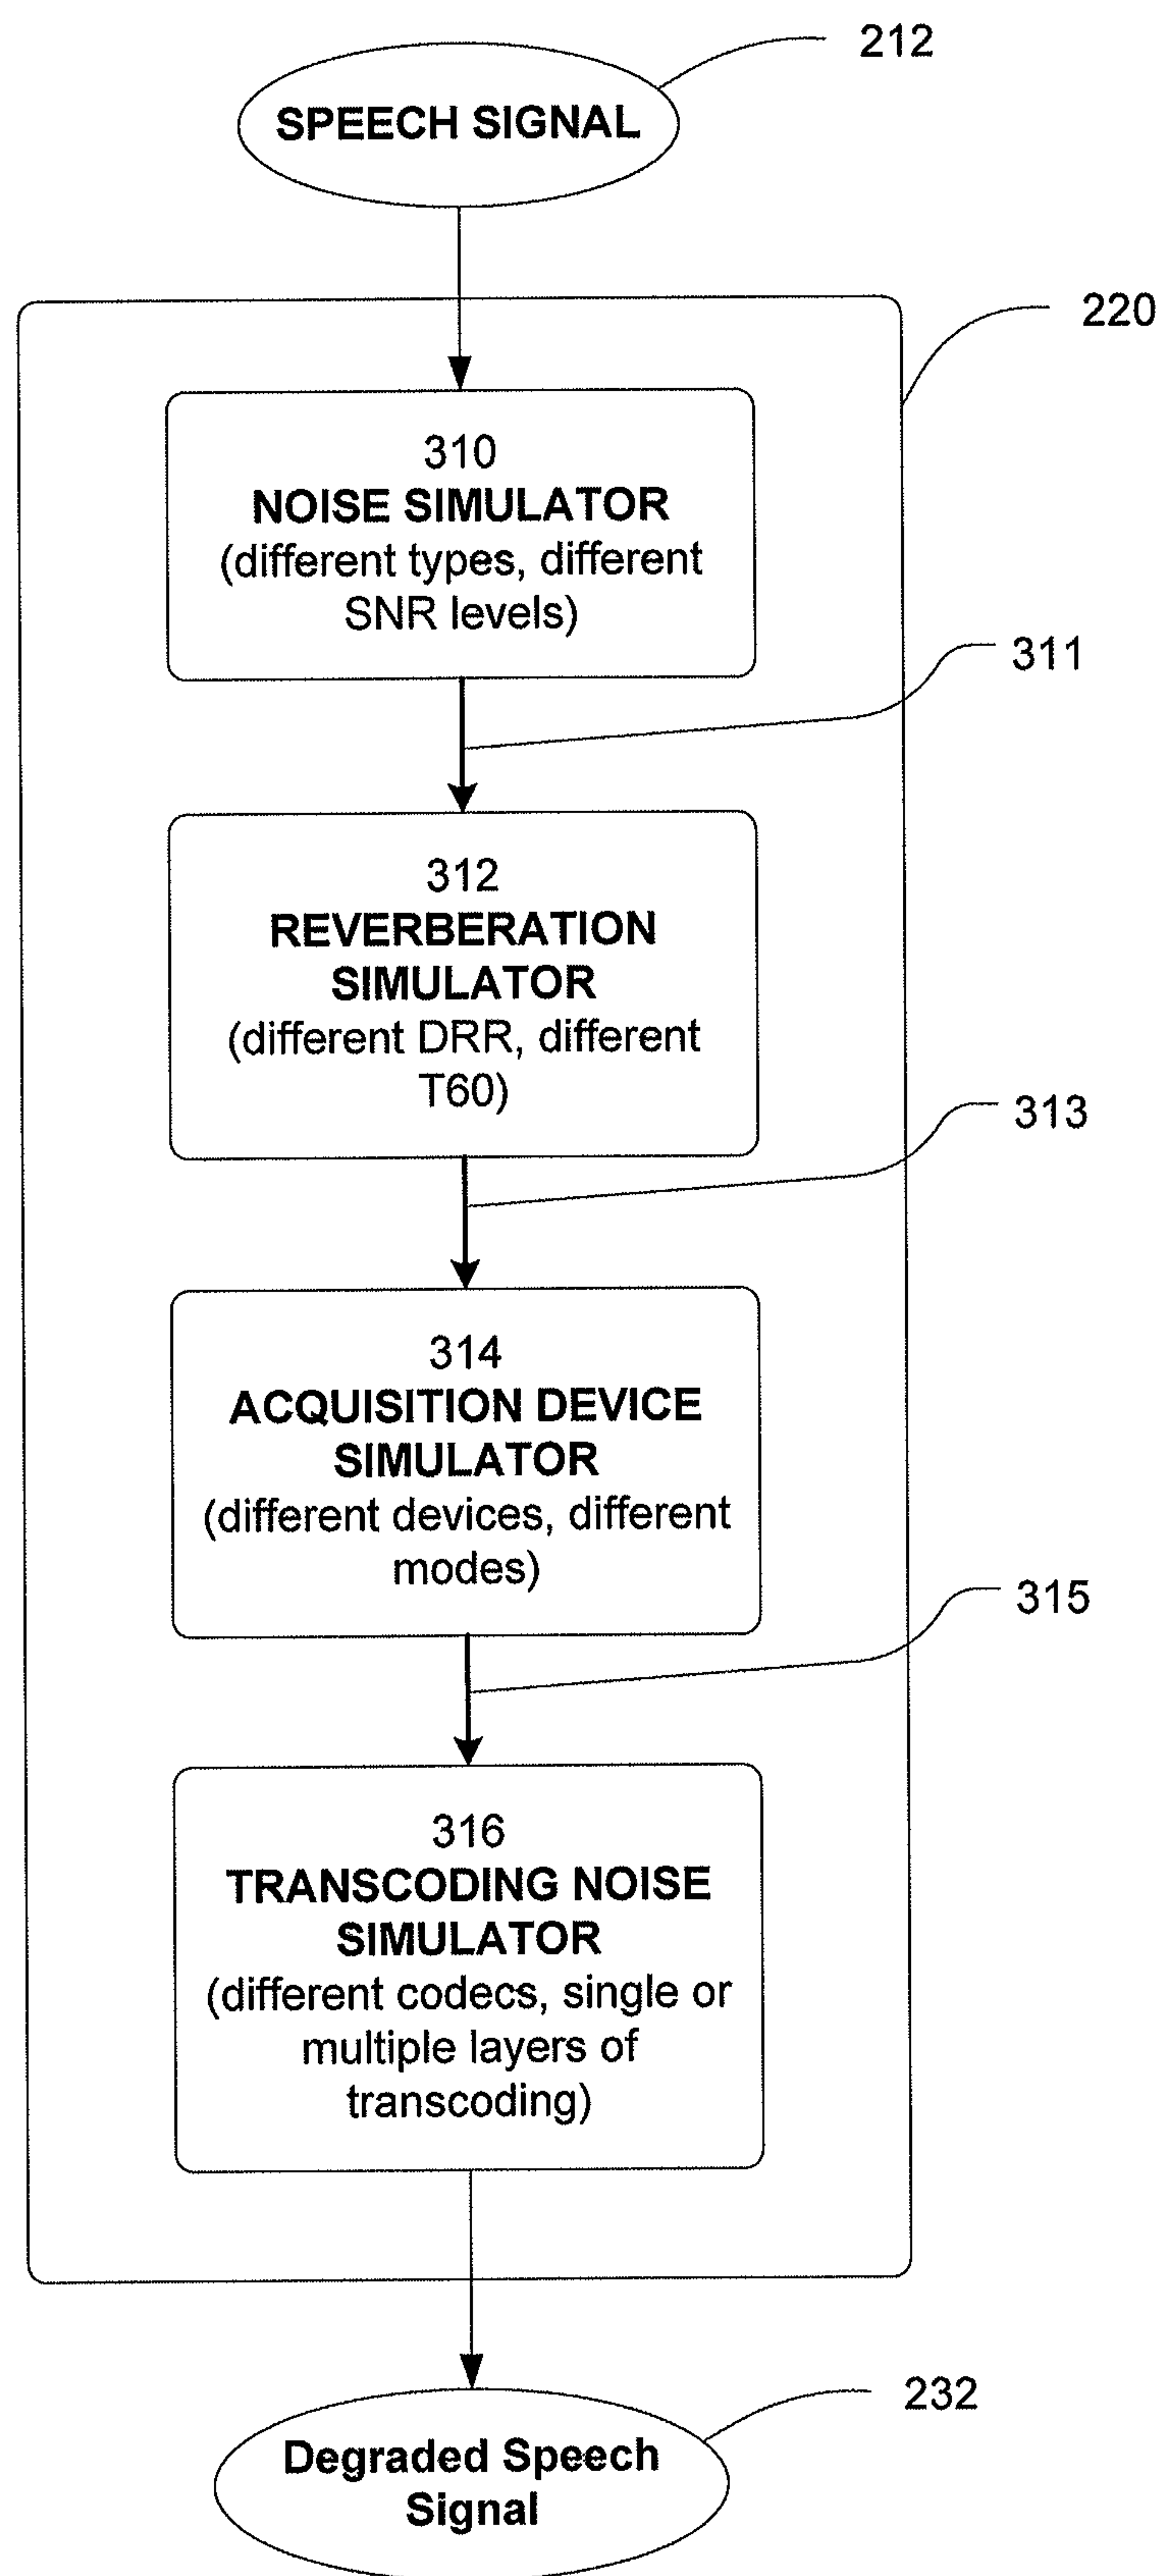 212
SPEECH SIGNAL
220
310
NOISE SIMULATOR
(different types, different
SNR levels)
311
312
REVERBERATION
SIMULATOR
(different DRR, different
T60)
313
314
ACQUISITION DEVICE
SIMULATOR
(different devices, different
modes)
315
316
TRANSCODING NOISE
SIMULATOR
(different codecs, single or
multiple layers of
transcoding)
232
Degraded Speech
Signal